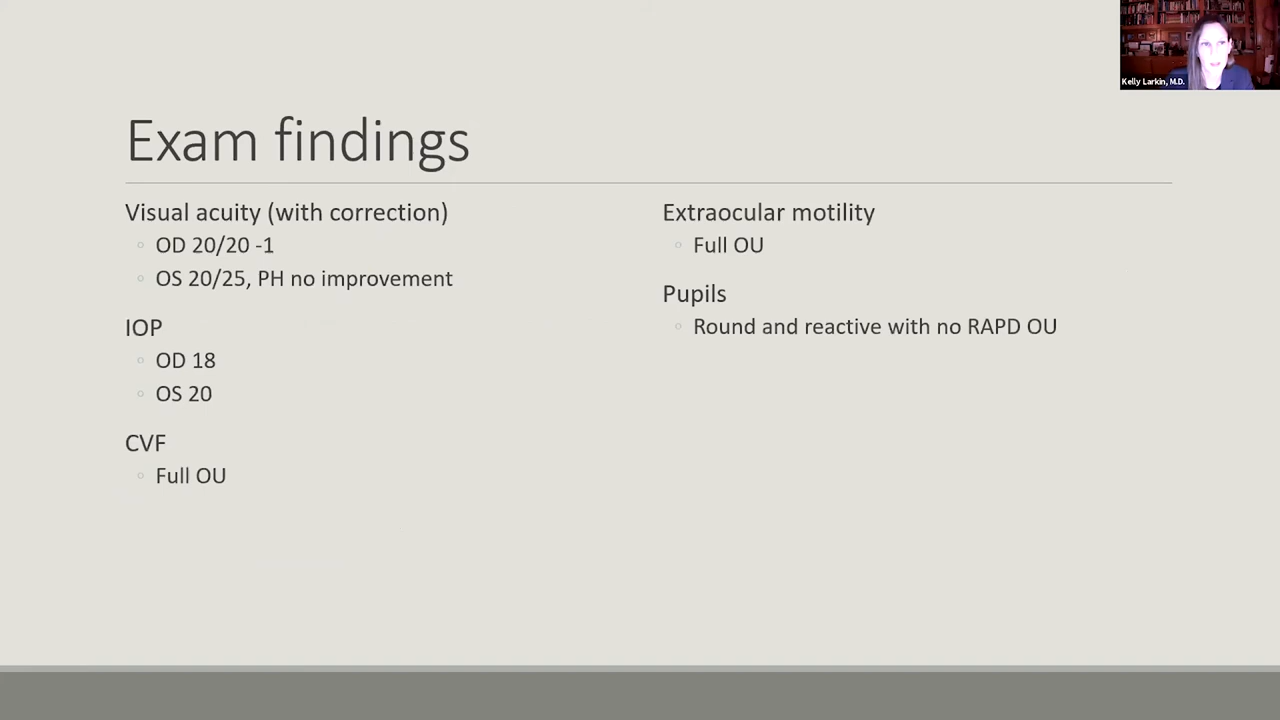 Kelly Larkin, M.D.
Exam findings
Visual acuity (with correction)
OD 20/20 -1
OS 20/25, PH no improvement
IOP
OD 18
OS 20
CVF
Full OU
Extraocular motility
Full OU
Pupils
Round and reactive with no RAPD OU